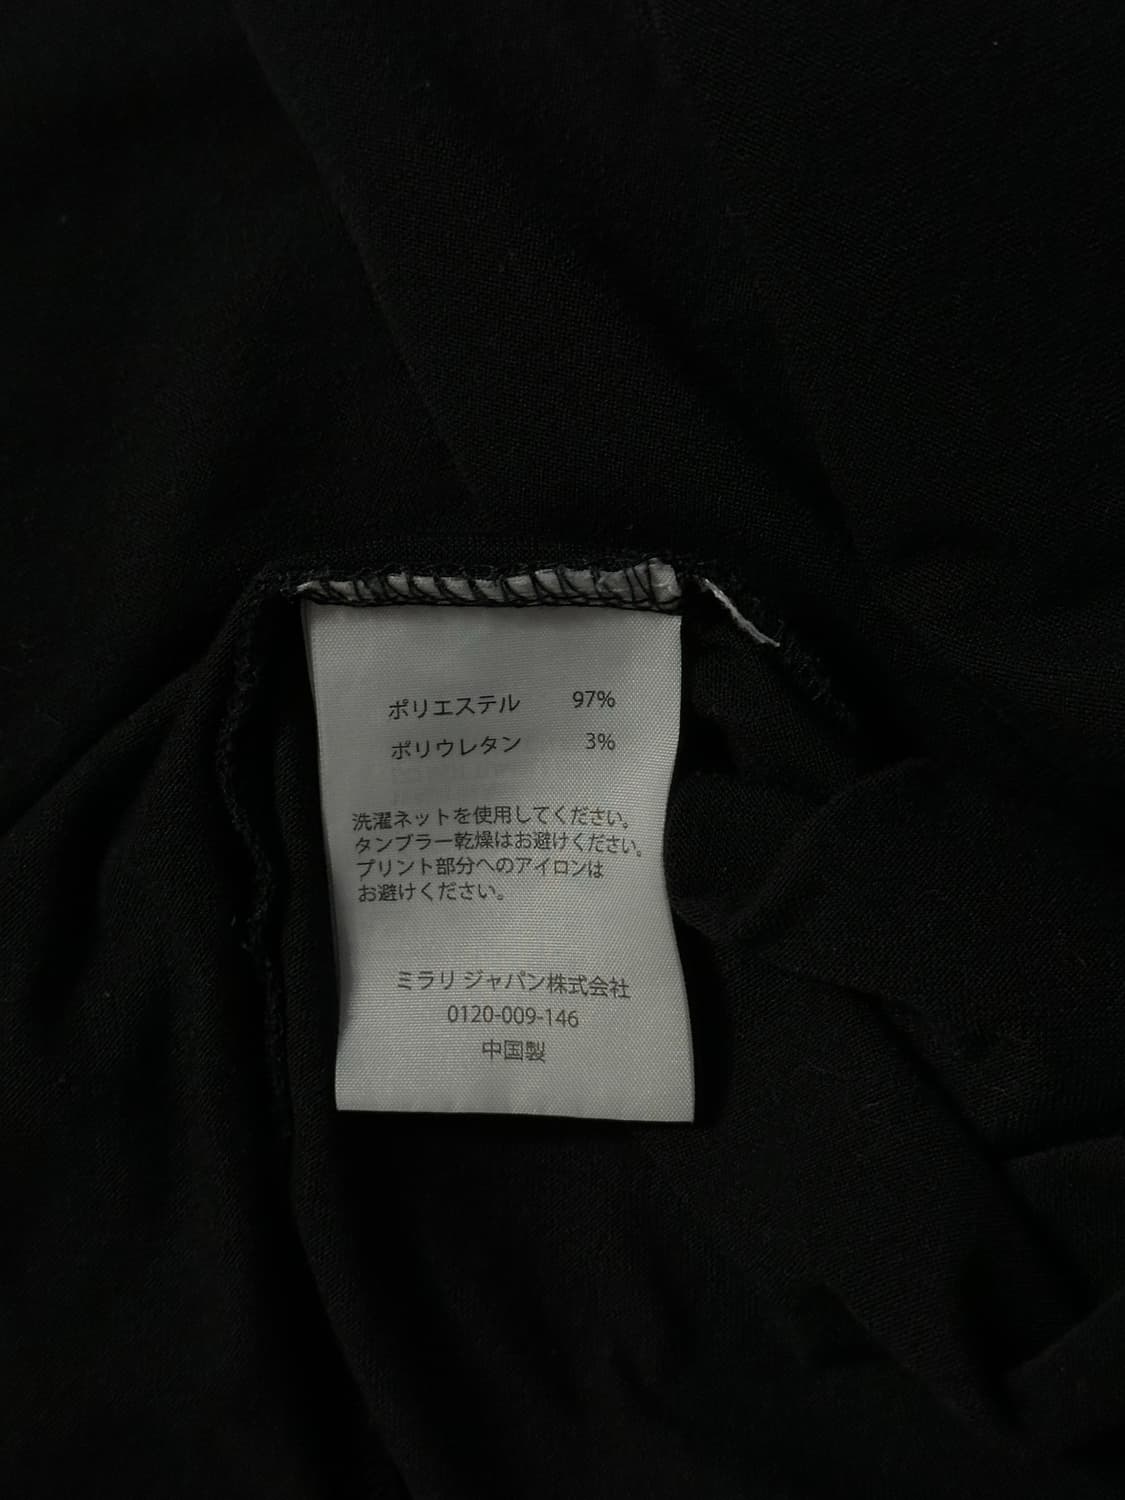 ポリエステル 97%
ポリウレタン 3%
洗濯ネットを使用してください。
タンブラー乾燥はお避けください。
プリント部分へのアイロンは
お避けください。
ミラリ ジャパン株式会社
0120-009-146
中国製